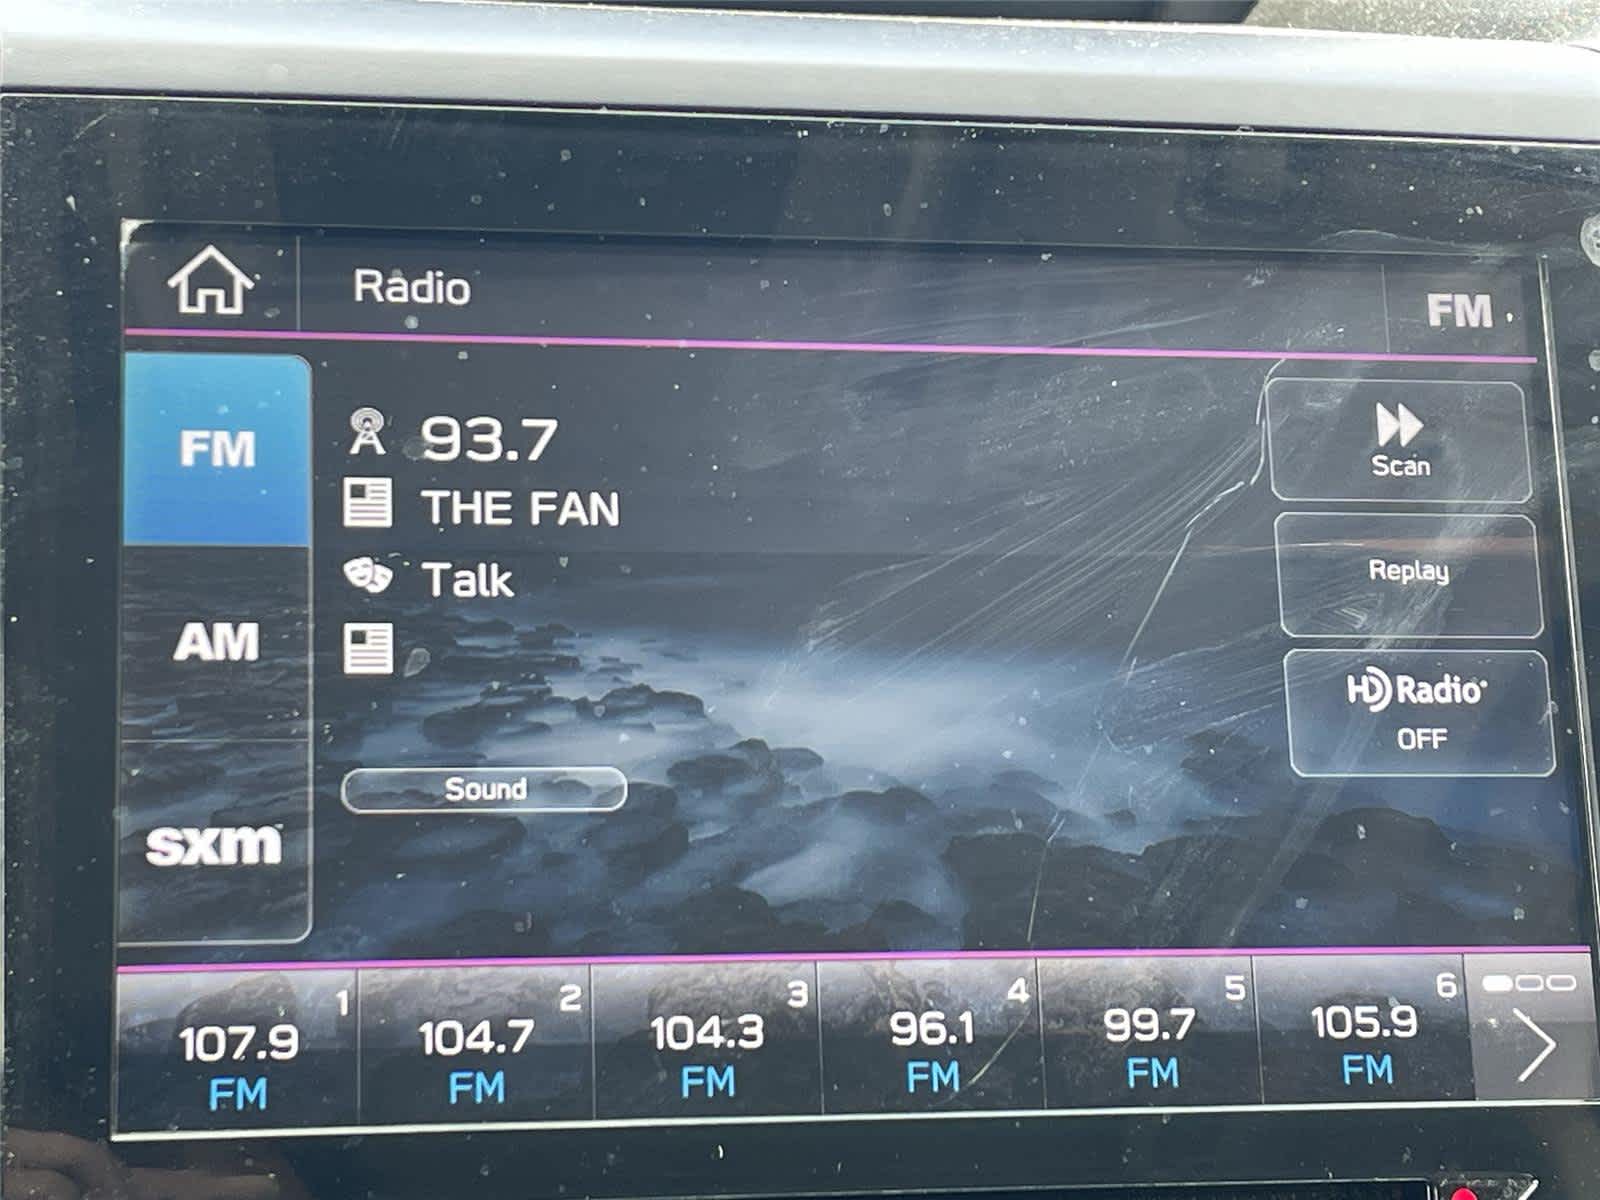 Radio
FM
FM
93.7
THE FAN
Talk
AM
sxm
Sound
Scan
Replay
HD Radio
OFF
1
107.9
FM
2
104.7
FM
3
104.3
FM
4
96.1
FM
5
99.7
FM
6
105.9
FM